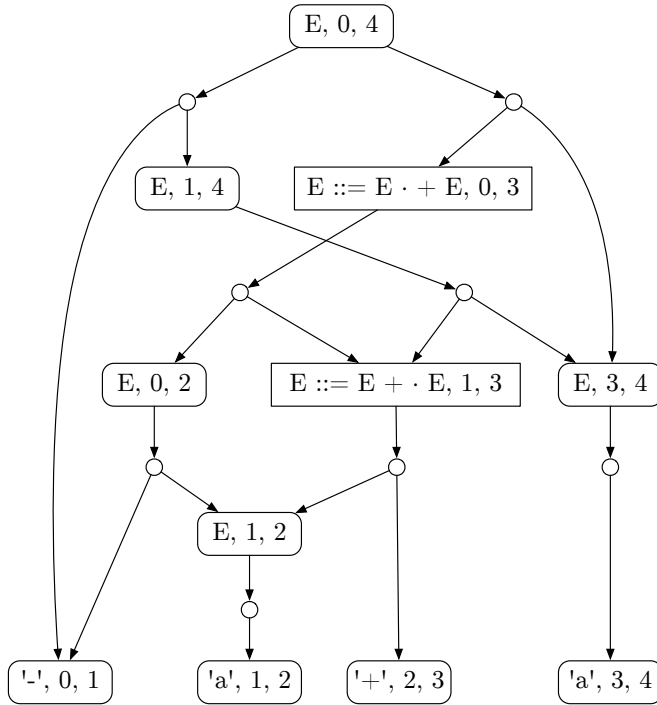 E, 0, 4
E, 1, 4
E ::= E · + E, 0, 3
E, 0, 2
E ::= E + · E, 1, 3
E, 3, 4
E, 1, 2
'-', 0, 1
'a', 1, 2
'+', 2, 3
'a', 3, 4